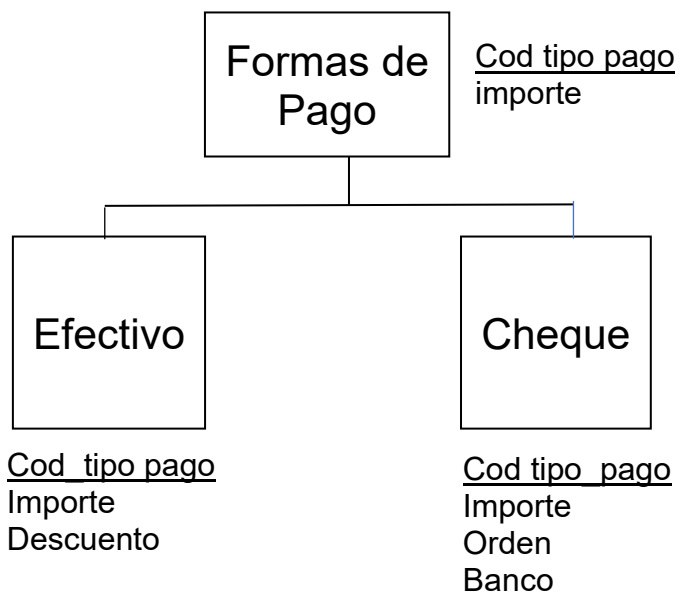 Formas de
Pago
Cod tipo pago
importe
Efectivo
Cheque
Cod_tipo pago
Importe
Descuento
Cod tipo_pago
Importe
Orden
Banco